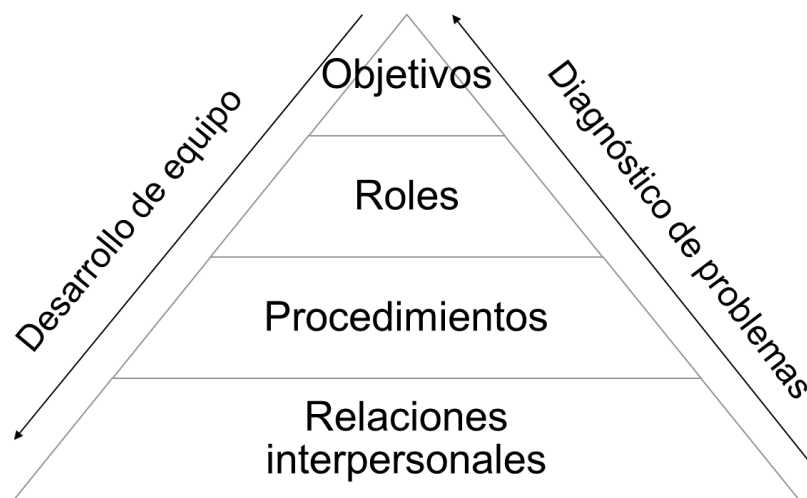 Objetivos
Roles
Procedimientos
Relaciones
interpersonales
Desarrollo de equipo
Diagnóstico de problemas